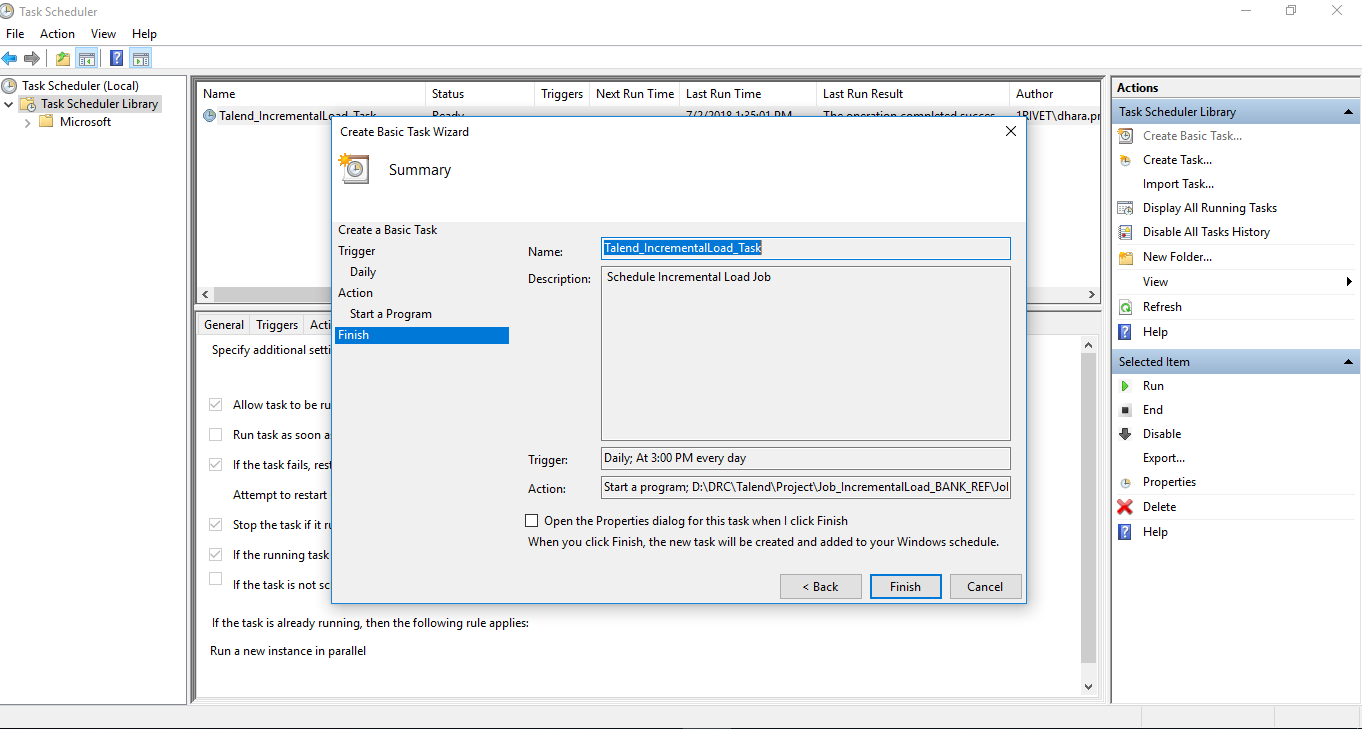 Task Scheduler
File Action View Help
Task Scheduler (Local)
Task Scheduler Library
Microsoft
Name Status Triggers Next Run Time Last Run Time Last Run Result Author
Talend_IncrementalLoad_Task Ready 7/2/2018 1:35:01 PM The operation completed succes... 1RIVET\dhara.pr
Create Basic Task Wizard
Summary
Create a Basic Task
Trigger
Daily
Action
Start a Program
Finish
Name: Talend_IncrementalLoad_Task
Description: Schedule Incremental Load Job
Trigger: Daily; At 3:00 PM every day
Action: Start a program; D:\DRC\Talend\Project\Job_IncrementalLoad_BANK_REF\Jol
Open the Properties dialog for this task when I click Finish
When you click Finish, the new task will be created and added to your Windows schedule.
< Back Finish Cancel
General Triggers Acti
Specify additional setti
Allow task to be ru
Run task as soon a
If the task fails, rest
Attempt to restart
Stop the task if it ru
If the running task
If the task is not sc
If the task is already running, then the following rule applies:
Run a new instance in parallel
Actions
Task Scheduler Library
Create Basic Task...
Create Task...
Import Task...
Display All Running Tasks
Disable All Tasks History
New Folder...
View
Refresh
Help
Selected Item
Run
End
Disable
Export...
Properties
Delete
Help